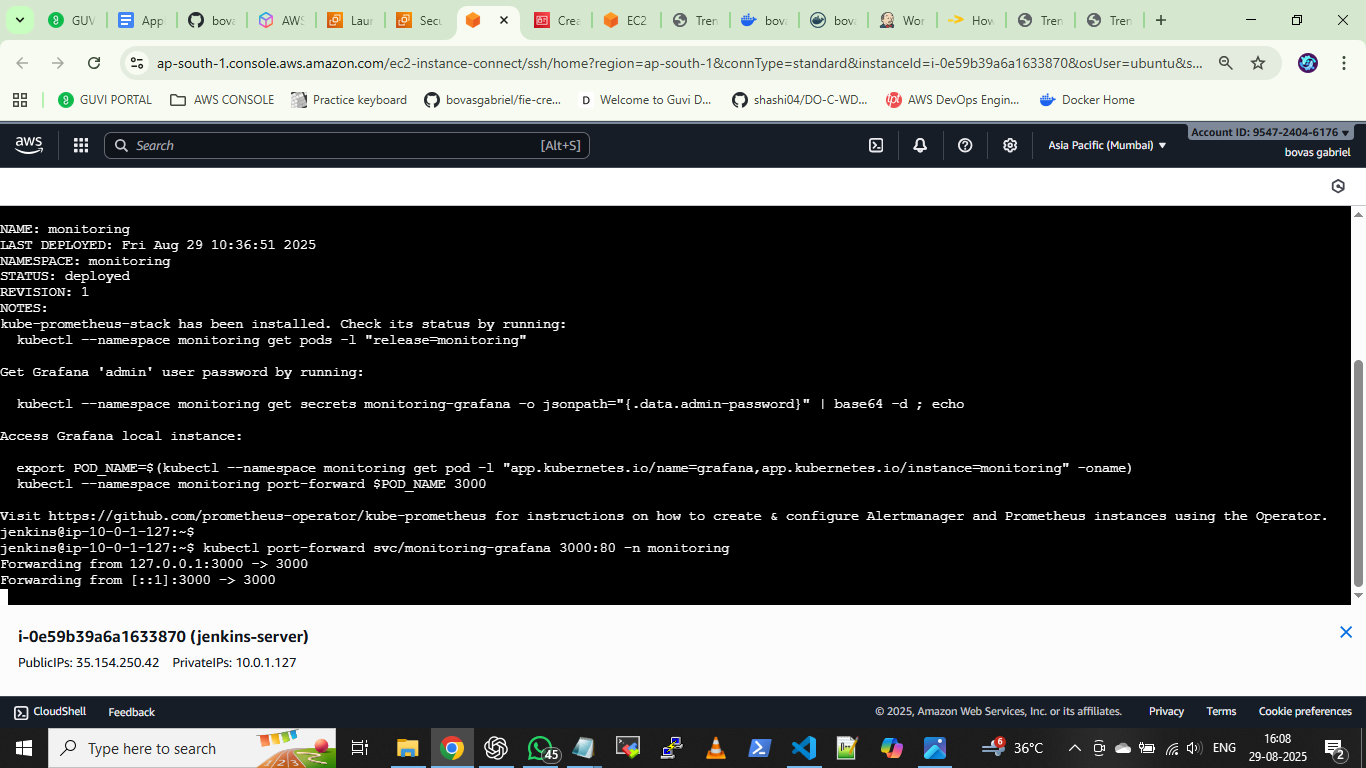 GUV
App
bova
AWS
Laur
Secu
Crea
EC2
Tren
bova
bova
Wor
How
Tren
Tren
ap-south-1.console.aws.amazon.com/ec2-instance-connect/ssh/home?region=ap-south-1&connType=standard&instanceId=i-0e59b39a6a1633870&osUser=ubuntu&s...
GUVI PORTAL
AWS CONSOLE
Practice keyboard
bovasgabriel/fie-cre...
Welcome to Guvi D...
shashi04/DO-C-WD...
AWS DevOps Engin...
Docker Home
aws
Search
[Alt+S]
Asia Pacific (Mumbai)
Account ID: 9547-2404-6176
bovas gabriel
NAME: monitoring
LAST DEPLOYED: Fri Aug 29 10:36:51 2025
NAMESPACE: monitoring
STATUS: deployed
REVISION: 1
NOTES:
kube-prometheus-stack has been installed. Check its status by running:
kubectl --namespace monitoring get pods -l "release=monitoring"
Get Grafana 'admin' user password by running:
kubectl --namespace monitoring get secrets monitoring-grafana -o jsonpath="{.data.admin-password}" | base64 -d ; echo
Access Grafana local instance:
export POD_NAME=$(kubectl --namespace monitoring get pod -l "app.kubernetes.io/name=grafana,app.kubernetes.io/instance=monitoring" -oname)
kubectl --namespace monitoring port-forward $POD_NAME 3000
Visit https://github.com/prometheus-operator/kube-prometheus for instructions on how to create & configure Alertmanager and Prometheus instances using the Operator.
jenkins@ip-10-0-1-127:~$
jenkins@ip-10-0-1-127:~$ kubectl port-forward svc/monitoring-grafana 3000:80 -n monitoring
Forwarding from 127.0.0.1:3000 -> 3000
Forwarding from [::1]:3000 -> 3000
i-0e59b39a6a1633870 (jenkins-server)
PublicIPs: 35.154.250.42 PrivateIPs: 10.0.1.127
CloudShell
Feedback
© 2025, Amazon Web Services, Inc. or its affiliates.
Privacy
Terms
Cookie preferences
Type here to search
45
6
36°C
ENG
16:08
29-08-2025
2